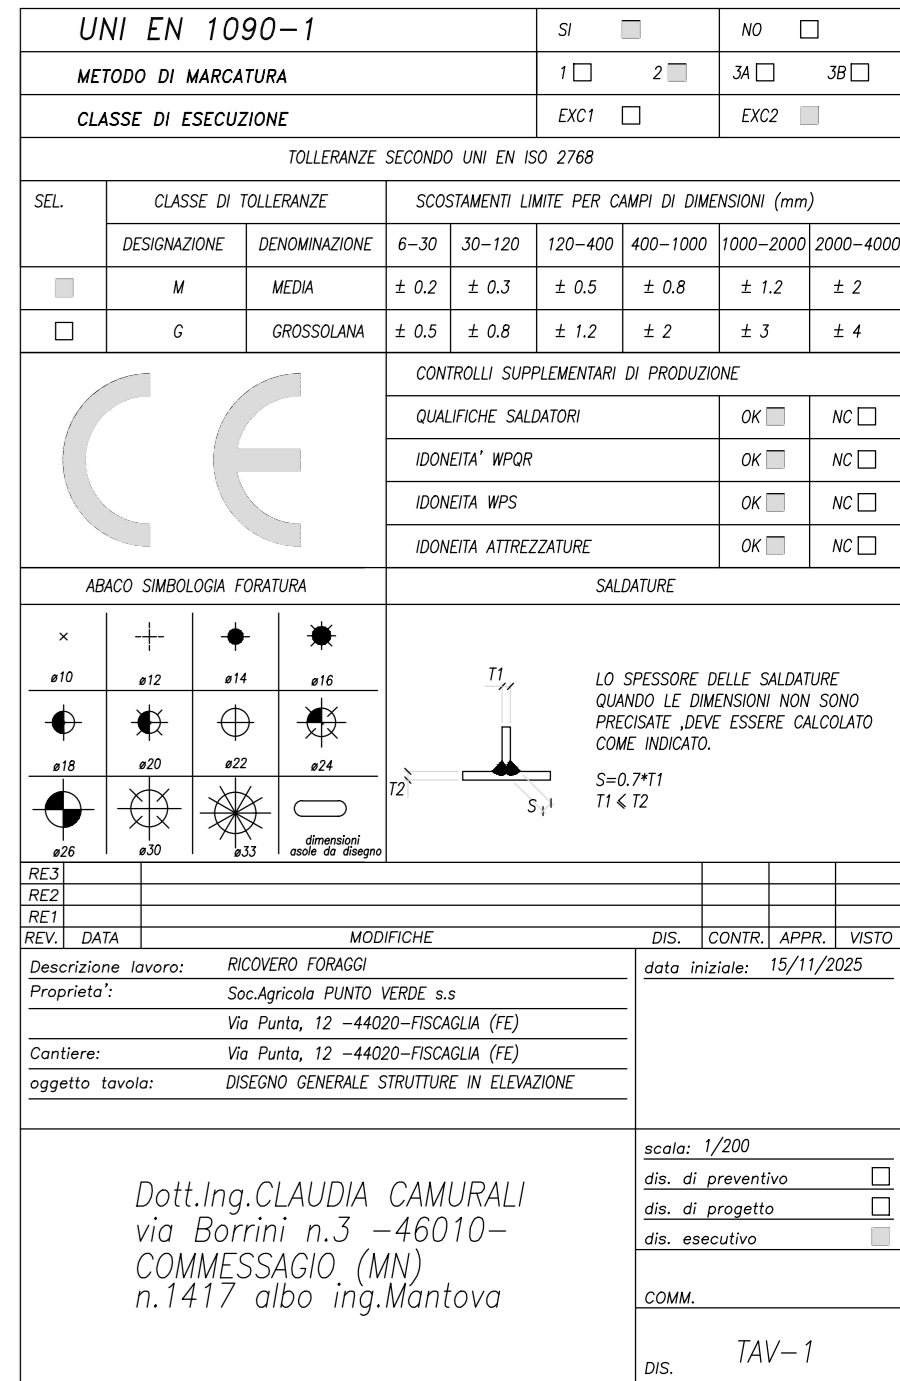 UNI EN 1090-1 SI NO
METODO DI MARCATURA 1 2 3A 3B
CLASSE DI ESECUZIONE EXC1 EXC2
TOLLERANZE SECONDO UNI EN ISO 2768
SEL. CLASSE DI TOLLERANZE SCOSTAMENTI LIMITE PER CAMPI DI DIMENSIONI (mm)
DESIGNAZIONE DENOMINAZIONE 6-30 30-120 120-400 400-1000 1000-2000 2000-4000
M MEDIA ± 0.2 ± 0.3 ± 0.5 ± 0.8 ± 1.2 ± 2
G GROSSOLANA ± 0.5 ± 0.8 ± 1.2 ± 2 ± 3 ± 4
CE
CONTROLLI SUPPLEMENTARI DI PRODUZIONE
QUALIFICHE SALDATORI OK NC
IDONEITA' WPQR OK NC
IDONEITA WPS OK NC
IDONEITA ATTREZZATURE OK NC
ABACO SIMBOLOGIA FORATURA
ø10 ø12 ø14 ø16
ø18 ø20 ø22 ø24
ø26 ø30 ø33 dimensioni
asole da disegno
SALDATURE
T1
T2
S
LO SPESSORE DELLE SALDATURE
QUANDO LE DIMENSIONI NON SONO
PRECISATE ,DEVE ESSERE CALCOLATO
COME INDICATO.
S=0.7*T1
T1 ⩽ T2
RE3
RE2
RE1
REV. DATA MODIFICHE DIS. CONTR. APPR. VISTO
Descrizione lavoro: RICOVERO FORAGGI
Proprieta': Soc.Agricola PUNTO VERDE s.s
Via Punta, 12 -44020-FISCAGLIA (FE)
Cantiere: Via Punta, 12 -44020-FISCAGLIA (FE)
oggetto tavola: DISEGNO GENERALE STRUTTURE IN ELEVAZIONE
data iniziale: 15/11/2025
Dott.Ing.CLAUDIA CAMURALI
via Borrini n.3 -46010-
COMMESSAGIO (MN)
n.1417 albo ing.Mantova
scala: 1/200
dis. di preventivo
dis. di progetto
dis. esecutivo
COMM.
DIS. TAV-1